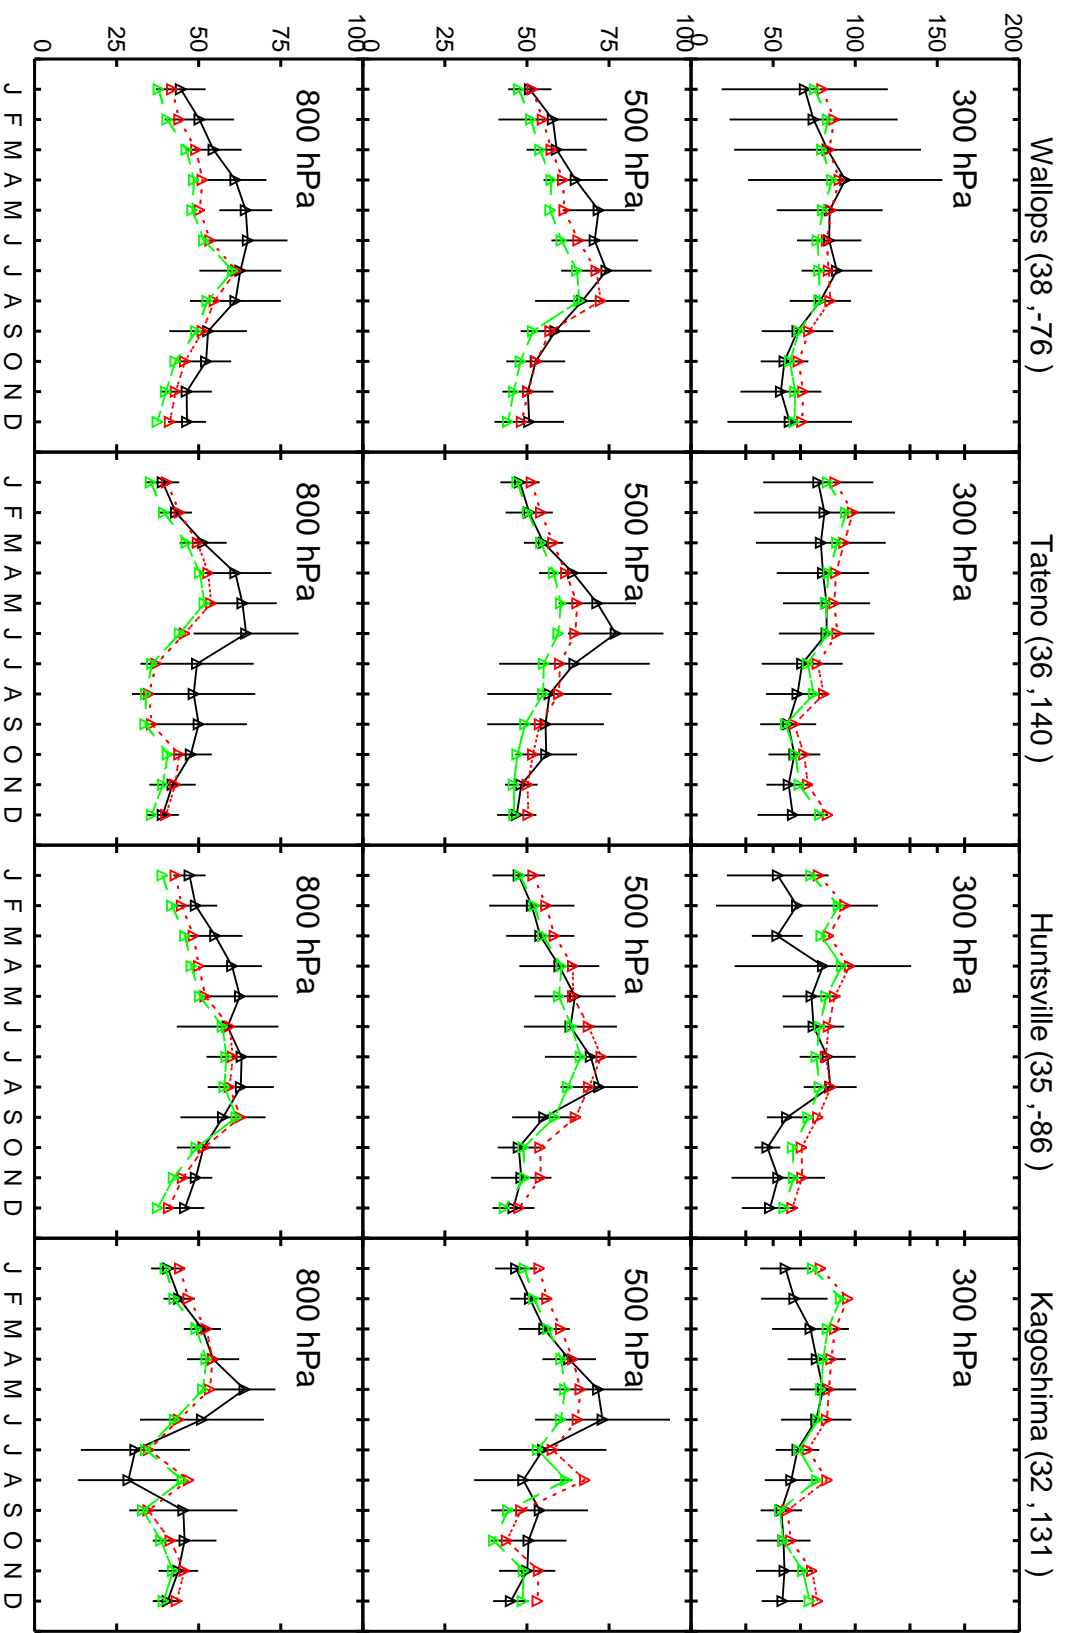 Wallops (38 ,-76 )
Tateno (36 ,140 )
Huntsville (35 ,-86 )
Kagoshima (32 ,131 )
200
150
100
50
0
300 hPa
300 hPa
300 hPa
300 hPa
100
75
50
25
0
500 hPa
500 hPa
500 hPa
500 hPa
100
75
50
25
0
800 hPa
800 hPa
800 hPa
800 hPa
J F M A M J J A S O N D
J F M A M J J A S O N D
J F M A M J J A S O N D
J F M A M J J A S O N D